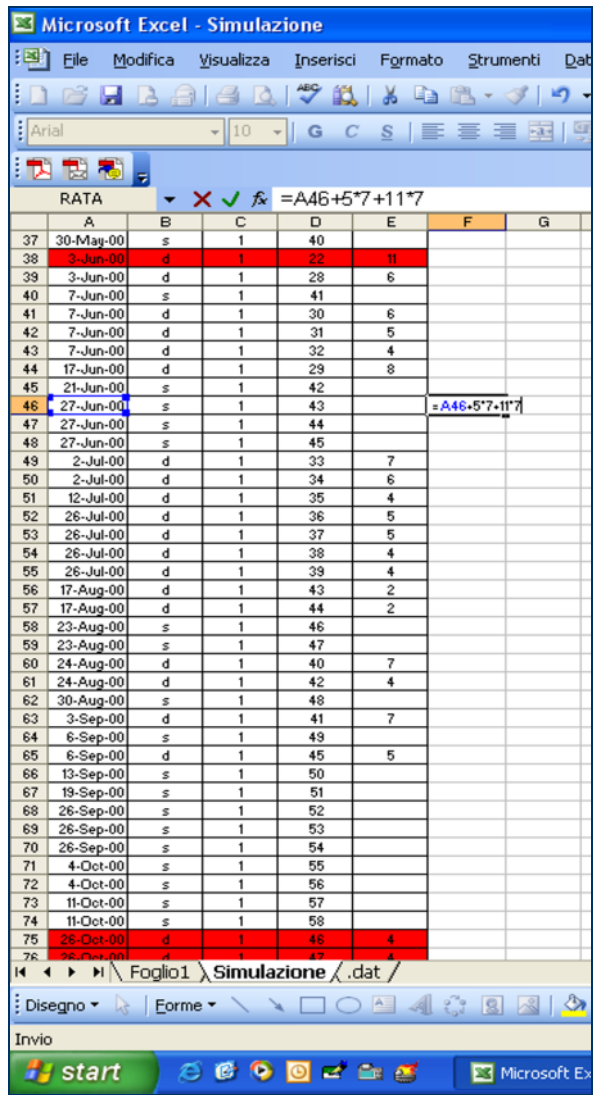 Microsoft Excel - Simulazione
File Modifica Visualizza Inserisci Formato Strumenti Dat
Arial 10 G C S
RATA =A46+5*7+11*7
A B C D E F G
37 30-May-00 s 1 40
38 3-Jun-00 d 1 22 11
39 3-Jun-00 d 1 28 6
40 7-Jun-00 s 1 41
41 7-Jun-00 d 1 30 6
42 7-Jun-00 d 1 31 5
43 7-Jun-00 d 1 32 4
44 17-Jun-00 d 1 29 8
45 21-Jun-00 s 1 42
46 27-Jun-00 s 1 43 =A46+5*7+11*7
47 27-Jun-00 s 1 44
48 27-Jun-00 s 1 45
49 2-Jul-00 d 1 33 7
50 2-Jul-00 d 1 34 6
51 12-Jul-00 d 1 35 4
52 26-Jul-00 d 1 36 5
53 26-Jul-00 d 1 37 5
54 26-Jul-00 d 1 38 4
55 26-Jul-00 d 1 39 4
56 17-Aug-00 d 1 43 2
57 17-Aug-00 d 1 44 2
58 23-Aug-00 s 1 46
59 23-Aug-00 s 1 47
60 24-Aug-00 d 1 40 7
61 24-Aug-00 d 1 42 4
62 30-Aug-00 s 1 48
63 3-Sep-00 d 1 41 7
64 6-Sep-00 s 1 49
65 6-Sep-00 d 1 45 5
66 13-Sep-00 s 1 50
67 19-Sep-00 s 1 51
68 26-Sep-00 s 1 52
69 26-Sep-00 s 1 53
70 26-Sep-00 s 1 54
71 4-Oct-00 s 1 55
72 4-Oct-00 s 1 56
73 11-Oct-00 s 1 57
74 11-Oct-00 s 1 58
75 26-Oct-00 d 1 46 4
76 26-Oct-00 d 1 47 4
Foglio1 Simulazione .dat
Disegno Forme
Invio
start Microsoft Ex